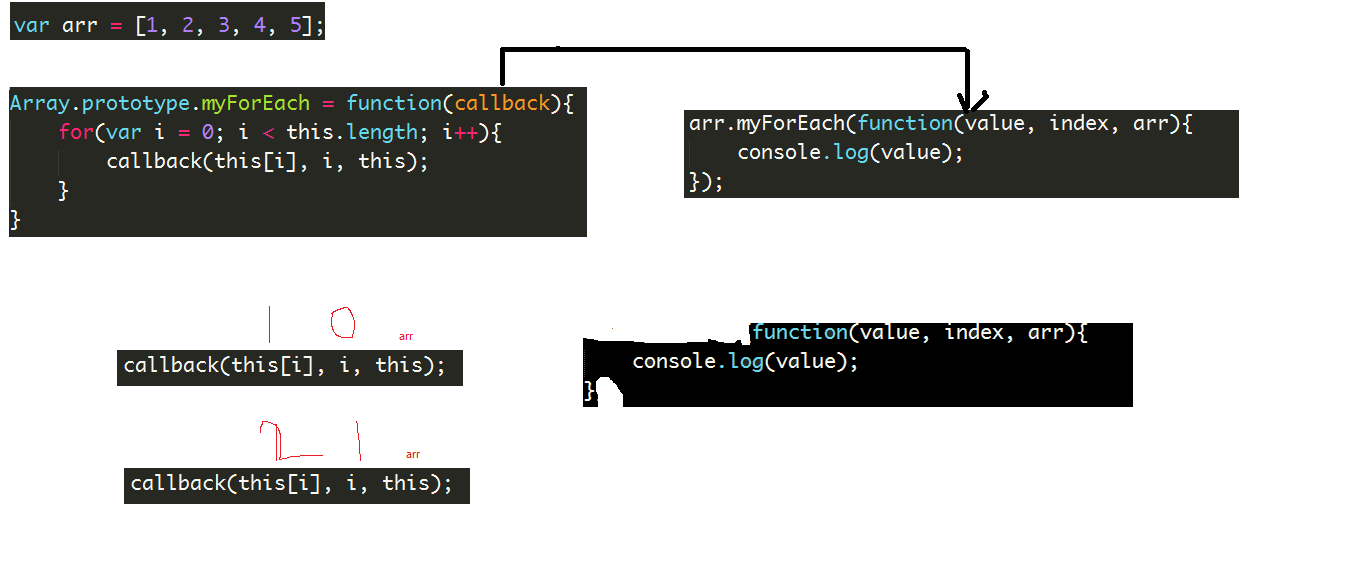 var arr = [1, 2, 3, 4, 5];
Array.prototype.myForEach = function(callback){
for(var i = 0; i < this.length; i++){
callback(this[i], i, this);
}
}
arr.myForEach(function(value, index, arr){
console.log(value);
});
1 0 arr
callback(this[i], i, this);
function(value, index, arr){
console.log(value);
}
2 1 arr
callback(this[i], i, this);